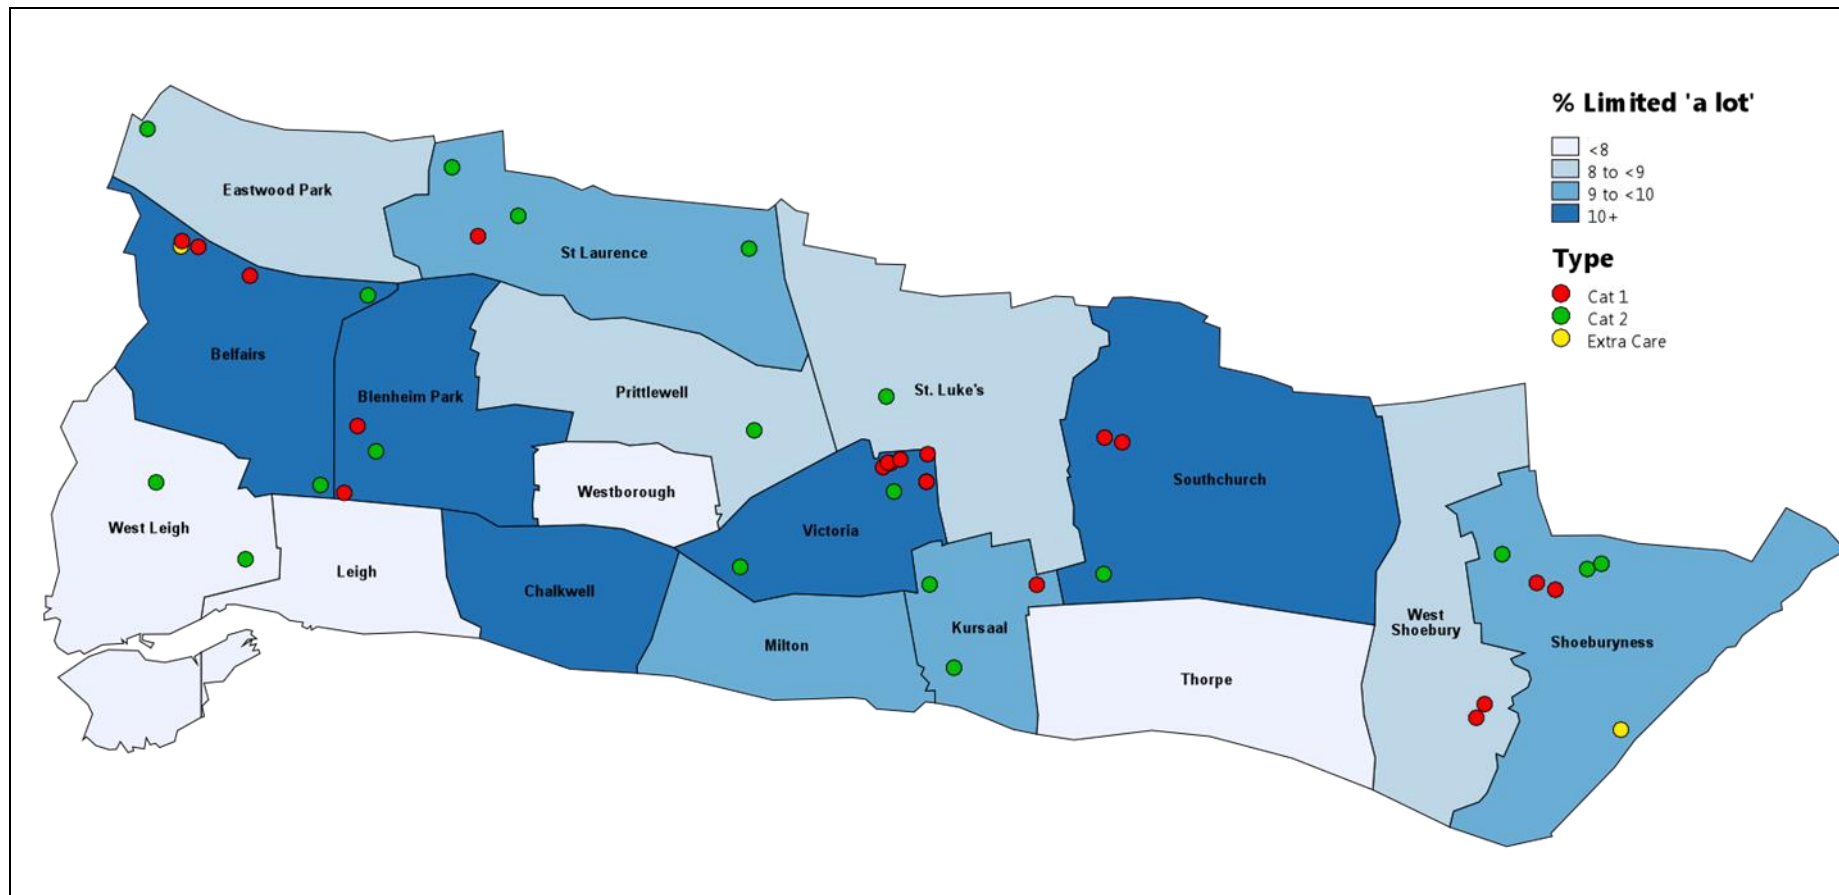 % Limited 'a lot'
<8
8 to <9
9 to <10
10+
Type
Cat 1
Cat 2
Extra Care
Eastwood Park
St Laurence
Belfairs
Blenheim Park
Prittlewell
St. Luke's
Southchurch
Westborough
West Leigh
Victoria
Leigh
Chalkwell
Milton
Kursaal
Thorpe
West
Shoebury
Shoeburyness